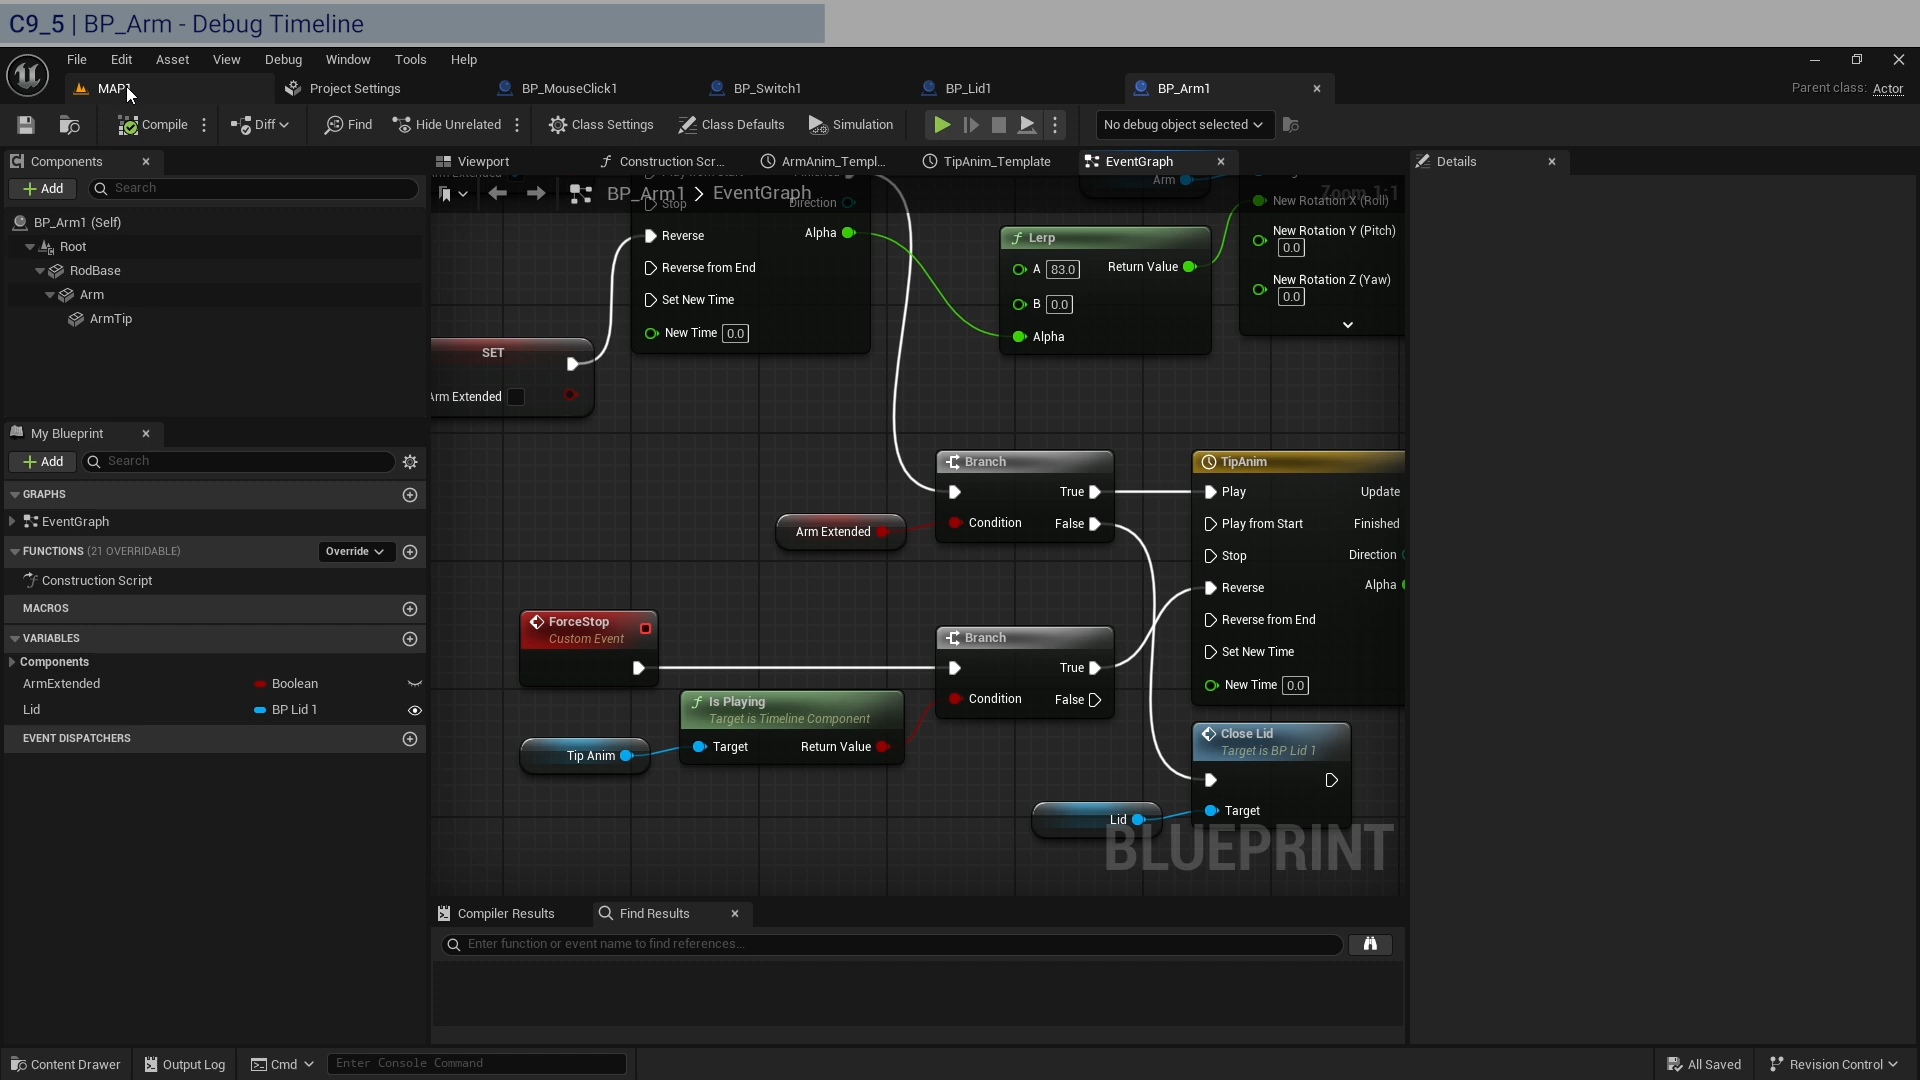 C9_5 | BP_Arm - Debug Timeline
File Edit Asset View Debug Window Tools Help
MAP1 Project Settings BP_MouseClick1 BP_Switch1 BP_Lid1 BP_Arm1 Parent class: Actor
Compile Diff Find Hide Unrelated Class Settings Class Defaults Simulation No debug object selected
Components
Add Search
BP_Arm1 (Self)
Root
RodBase
Arm
ArmTip
My Blueprint
Add Search
GRAPHS
EventGraph
FUNCTIONS (21 OVERRIDABLE) Override
Construction Script
MACROS
VARIABLES
Components
ArmExtended Boolean
Lid BP Lid 1
EVENT DISPATCHERS
Viewport Construction Scr... ArmAnim_Templ... TipAnim_Template EventGraph
BP_Arm1 > EventGraph Zoom 1:1
Stop Direction
Reverse Alpha
Reverse from End
Set New Time
New Time 0.0
SET
Arm Extended
Lerp
A 83.0 Return Value
B 0.0
Alpha
Arm
New Rotation X (Roll)
New Rotation Y (Pitch)
0.0
New Rotation Z (Yaw)
0.0
Branch
True
Condition False
Arm Extended
TipAnim
Play Update
Play from Start Finished
Stop Direction
Reverse Alpha
Reverse from End
Set New Time
New Time 0.0
ForceStop
Custom Event
Branch
True
Condition False
Is Playing
Target is Timeline Component
Target Return Value
Tip Anim
Close Lid
Target is BP Lid 1
Target
Lid
BLUEPRINT
Compiler Results Find Results
Enter function or event name to find references...
Details
Content Drawer Output Log Cmd Enter Console Command All Saved Revision Control